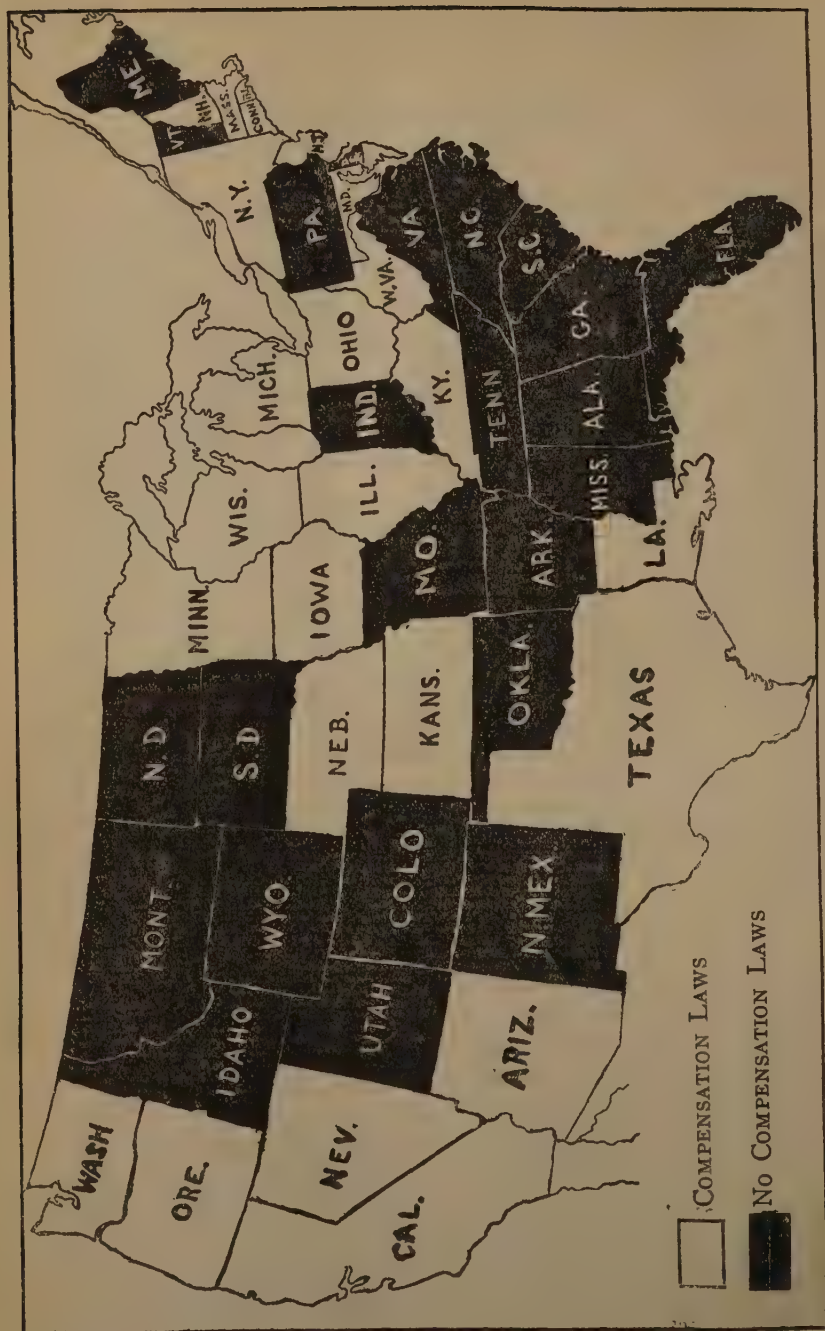 WASH
ORE.
CAL.
NEV.
IDAHO
MONT.
WYO.
UTAH
COLO
ARIZ.
N.MEX
N.D
S.D
NEB.
KANS.
OKLA.
TEXAS
MINN.
IOWA
MO.
ARK.
LA.
WIS.
ILL.
MICH.
IND.
OHIO
KY.
TENN
MISS.
ALA.
GA.
FLA.
S.C
N.C.
VA
W.VA.
MD.
PA.
N.J.
N.Y.
VT
N.H.
MASS.
CONN.
ME.
COMPENSATION LAWS
NO COMPENSATION LAWS